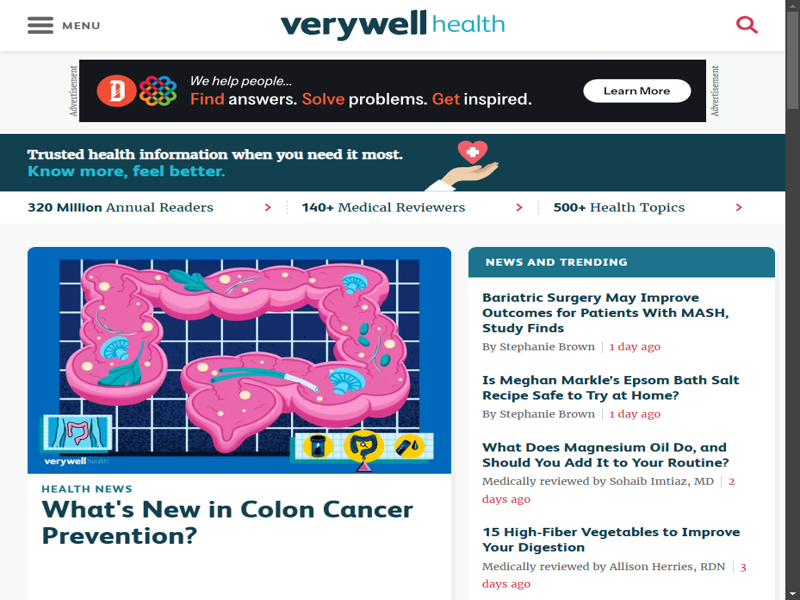 MENU
verywell health
Advertisement
We help people...
Find answers. Solve problems. Get inspired.
Learn More
Advertisement
Trusted health information when you need it most.
Know more, feel better.
320 Million Annual Readers
140+ Medical Reviewers
500+ Health Topics
verywell health
HEALTH NEWS
What's New in Colon Cancer
Prevention?
NEWS AND TRENDING
Bariatric Surgery May Improve
Outcomes for Patients With MASH,
Study Finds
By Stephanie Brown
1 day ago
Is Meghan Markle’s Epsom Bath Salt
Recipe Safe to Try at Home?
By Stephanie Brown
1 day ago
What Does Magnesium Oil Do, and
Should You Add It to Your Routine?
Medically reviewed by Sohaib Imtiaz, MD
2
days ago
15 High-Fiber Vegetables to Improve
Your Digestion
Medically reviewed by Allison Herries, RDN
3
days ago